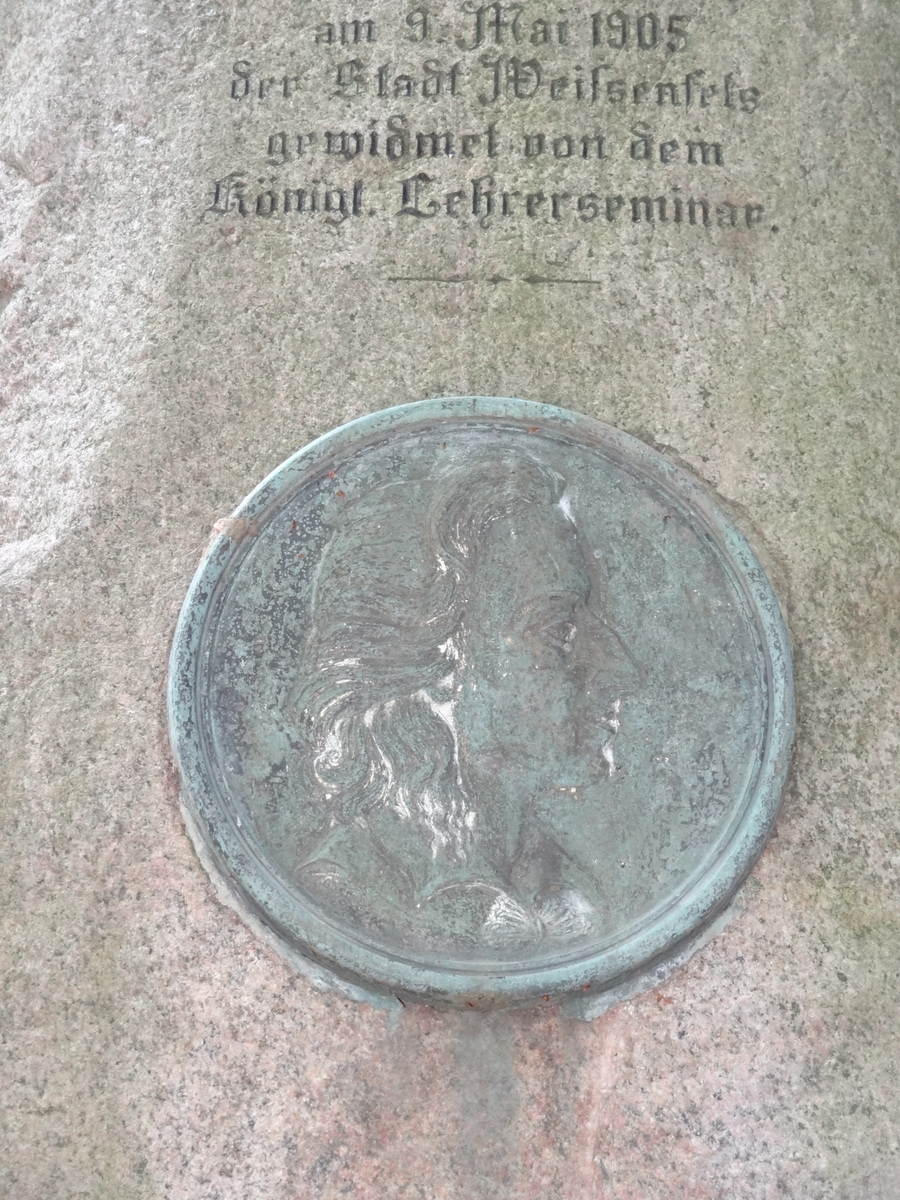 am 9. Mai 1905
der Stadt Weissenfels
gewidmet von dem
Königl. Lehrerseminar.